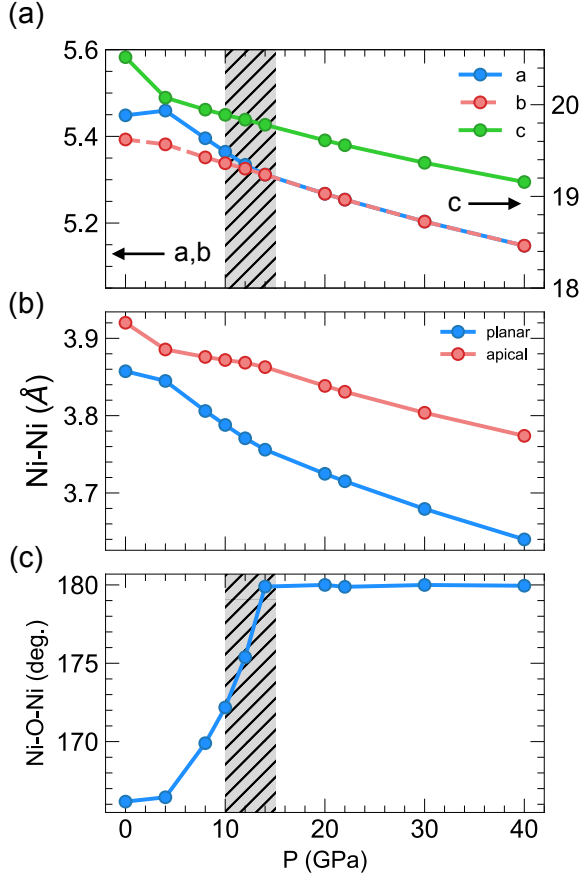 (a)
5.6
5.4
5.2
a
b
c
20
19
18
c
a,b
(b)
3.9
3.8
3.7
Ni-Ni (Å)
planar
apical
(c)
180
175
170
Ni-O-Ni (deg.)
0
10
20
30
40
P (GPa)